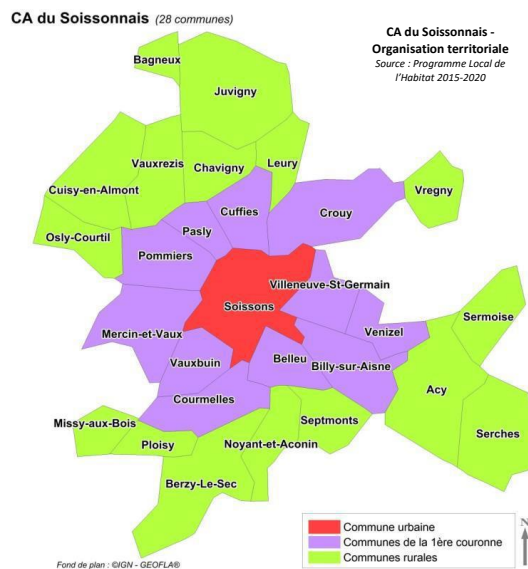 CA du Soissonnais (28 communes)
CA du Soissonnais -
Organisation territoriale
Source : Programme Local de
l'Habitat 2015-2020
Bagneux
Juvigny
Vauxrezis
Chavigny
Leury
Cuisy-en-Almont
Vregny
Cuffies
Crouy
Osly-Courtil
Pasly
Pommiers
Villeneuve-St-Germain
Soissons
Sermoise
Mercin-et-Vaux
Venizel
Vauxbuin
Belleu
Billy-sur-Aisne
Acy
Courmelles
Missy-aux-Bois
Septmonts
Serches
Ploisy
Noyant-et-Aconin
Berzy-Le-Sec
Commune urbaine
Communes de la 1ère couronne
Communes rurales
N
Fond de plan : ©IGN - GEOFLA®